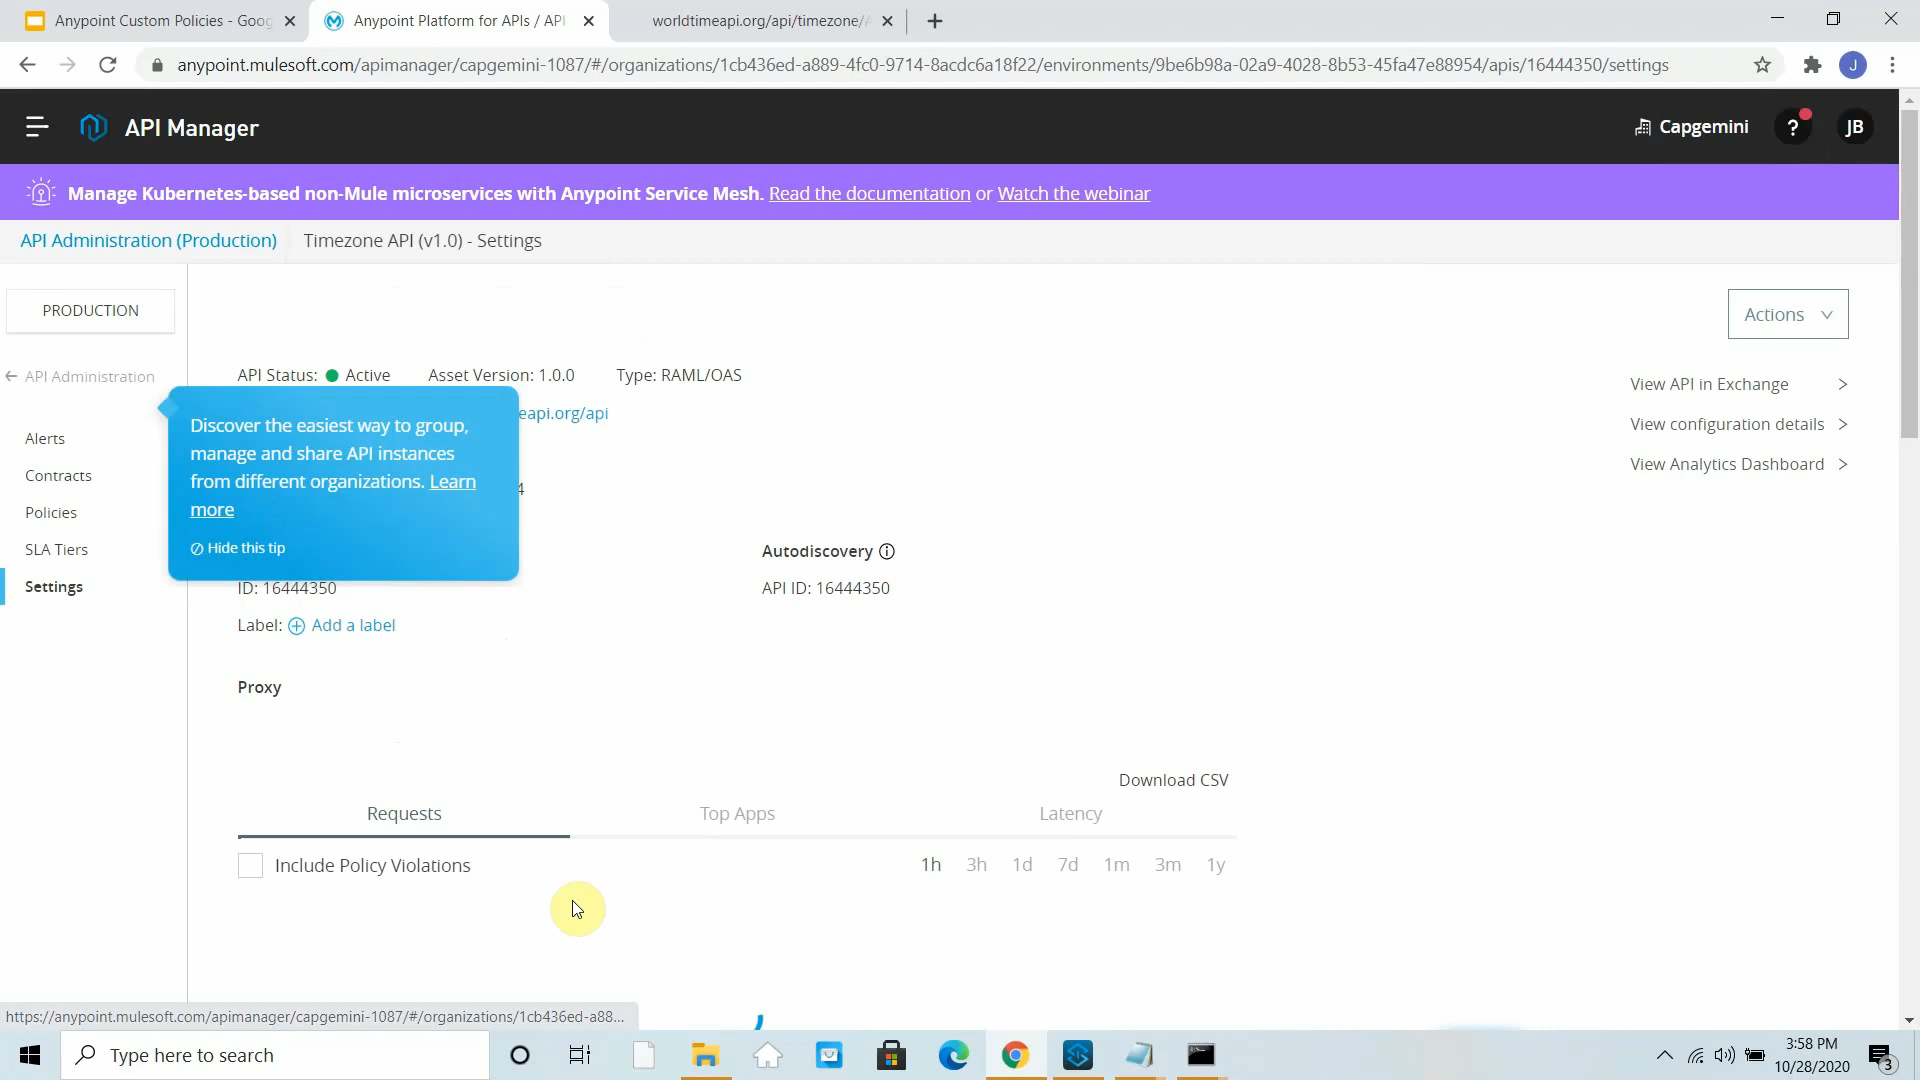 Anypoint Custom Policies - Goog
Anypoint Platform for APIs / API
worldtimeapi.org/api/timezone/A
anypoint.mulesoft.com/apimanager/capgemini-1087/#/organizations/1cb436ed-a889-4fc0-9714-8acdc6a18f22/environments/9be6b98a-02a9-4028-8b53-45fa47e88954/apis/16444350/settings
J
API Manager
Capgemini
?
JB
Manage Kubernetes-based non-Mule microservices with Anypoint Service Mesh. Read the documentation or Watch the webinar
API Administration (Production)
Timezone API (v1.0) - Settings
PRODUCTION
Actions
API Administration
API Status: Active
Asset Version: 1.0.0
Type: RAML/OAS
View API in Exchange
eapi.org/api
Discover the easiest way to group,
manage and share API instances
from different organizations. Learn
more
Hide this tip
View configuration details
Alerts
View Analytics Dashboard
Contracts
4
Policies
SLA Tiers
Autodiscovery
Settings
ID: 16444350
API ID: 16444350
Label: Add a label
Proxy
Download CSV
Requests
Top Apps
Latency
Include Policy Violations
1h 3h 1d 7d 1m 3m 1y
https://anypoint.mulesoft.com/apimanager/capgemini-1087/#/organizations/1cb436ed-a88...
Type here to search
3:58 PM
10/28/2020
3